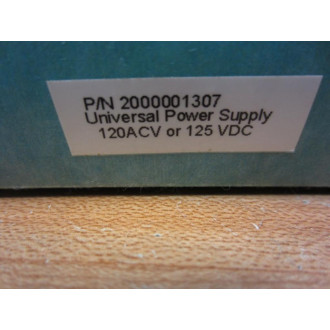 P/N 2000001307
Universal Power Supply
120ACV or 125 VDC